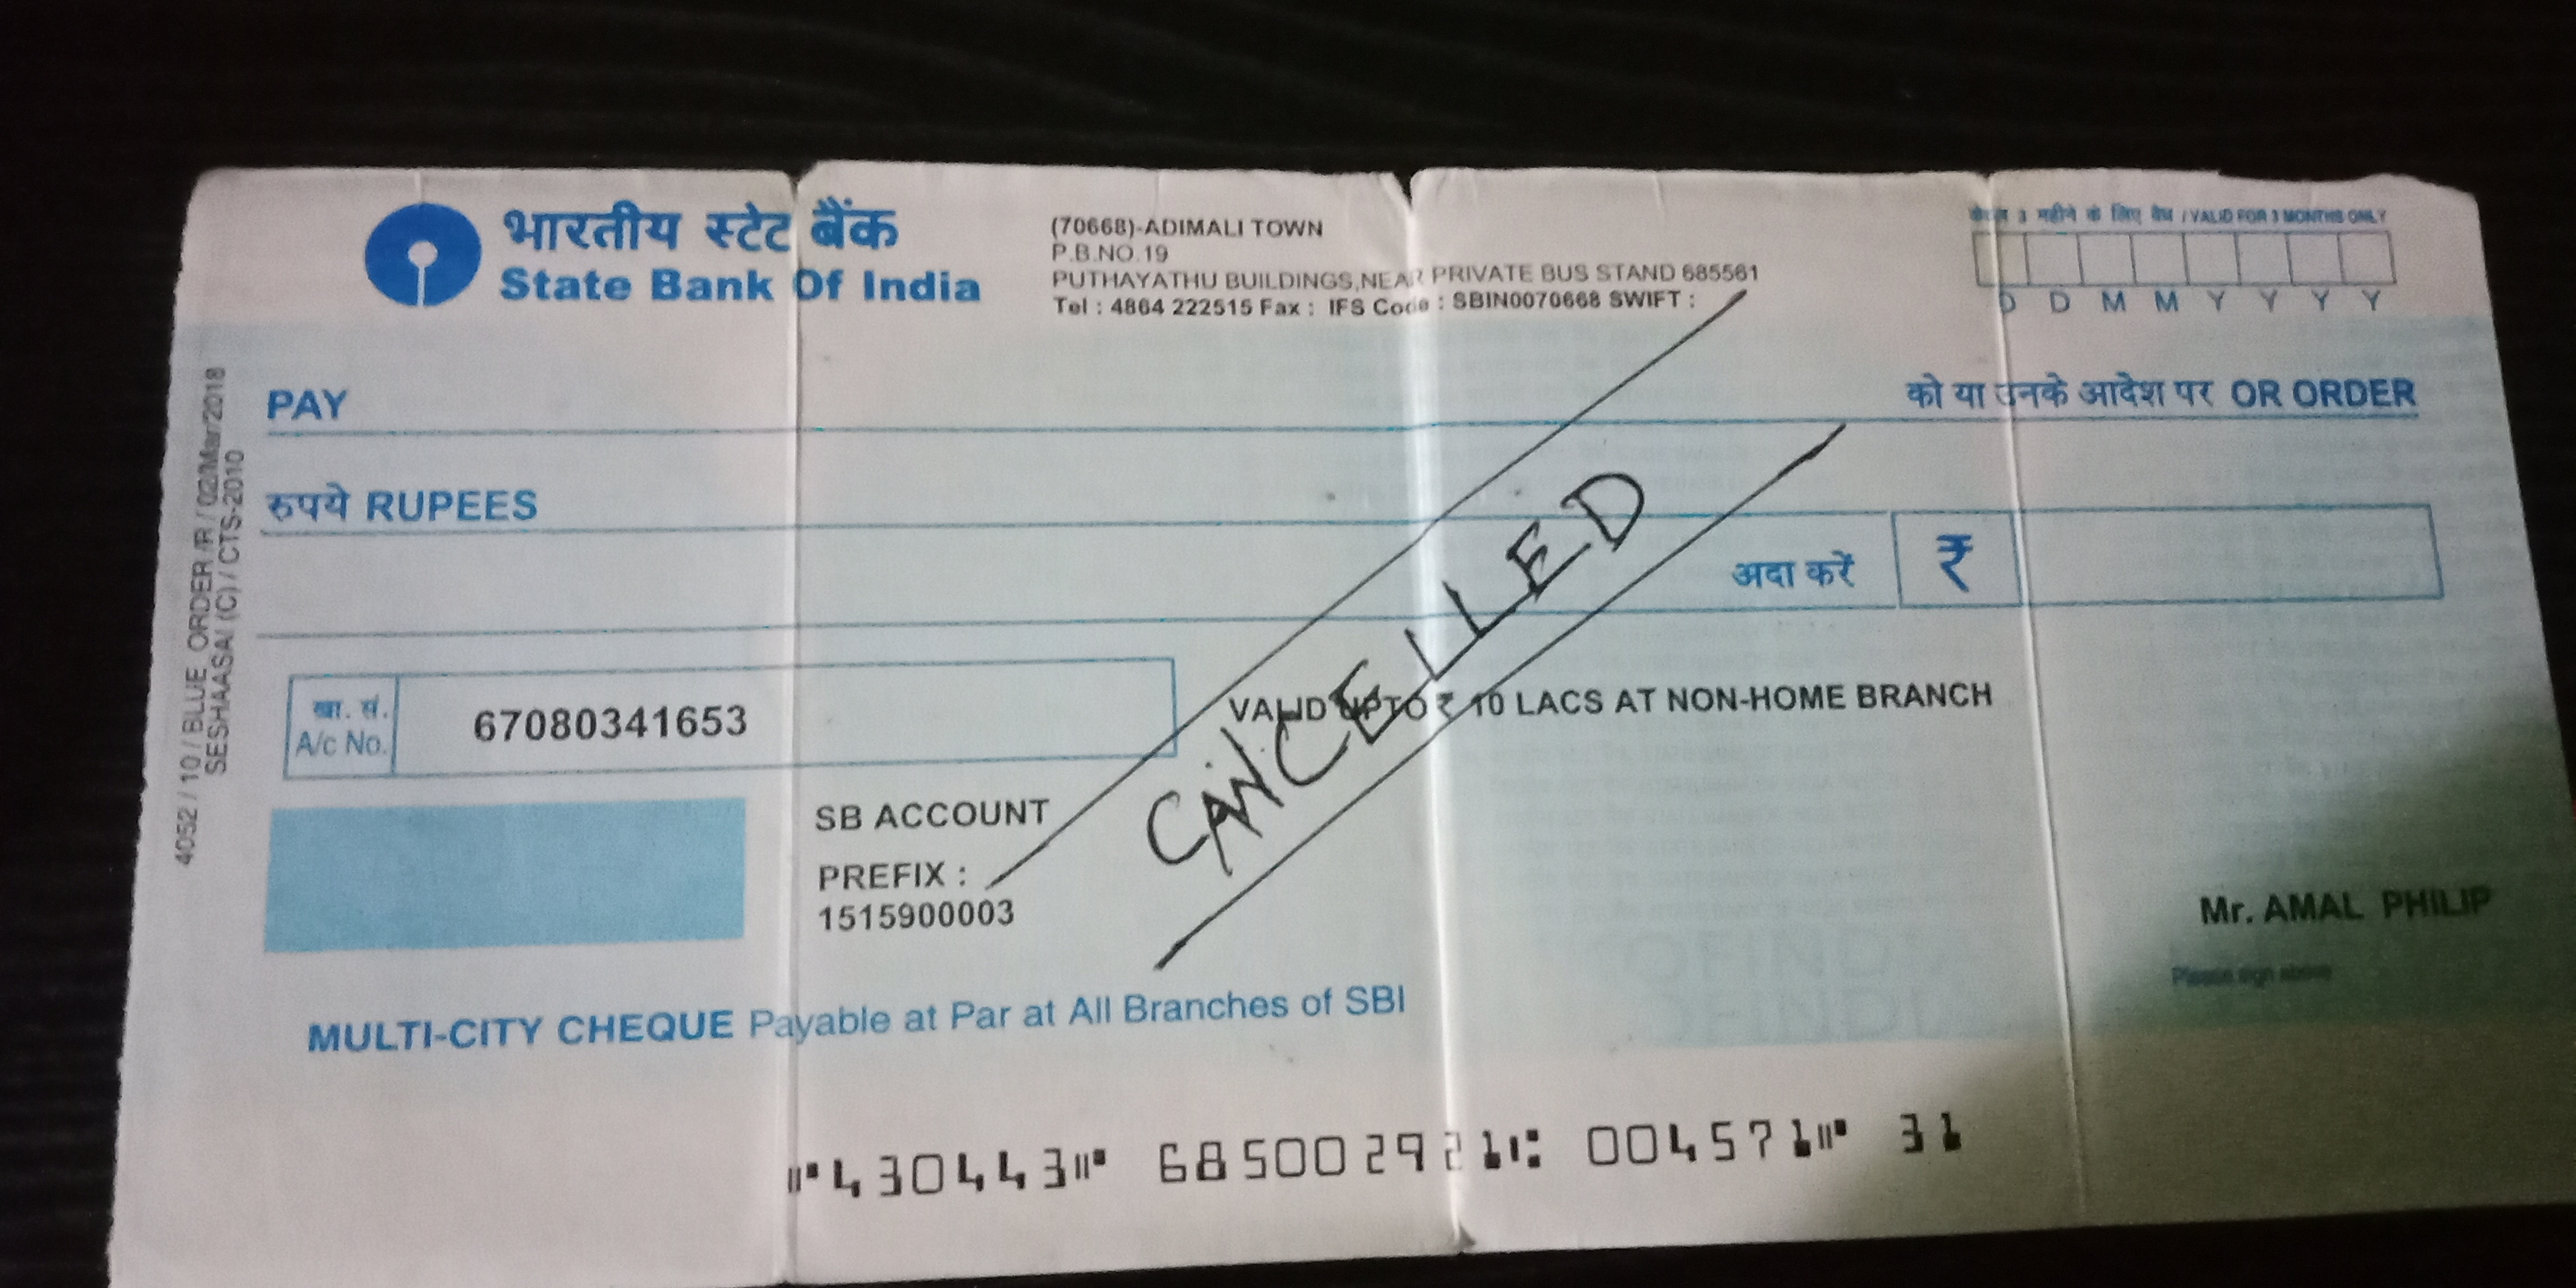 भारतीय स्टेट बैंक
State Bank Of India
(70668)-ADIMALI TOWN
P.B.NO.19
PUTHAYATHU BUILDINGS,NEAR PRIVATE BUS STAND 685561
Tel : 4864 222515 Fax : IFS Code : SBIN0070668 SWIFT :
केवल 3 महीने के लिए वैध / VALID FOR 3 MONTHS ONLY
D D M M Y Y Y Y
PAY
को या उनके आदेश पर OR ORDER
रुपये RUPEES
अदा करें ₹
खा. सं.
A/c No.
67080341653
VALID UPTO ₹ 10 LACS AT NON-HOME BRANCH
CANCELLED
SB ACCOUNT
PREFIX :
1515900003
Mr. AMAL PHILIP
Please sign above
MULTI-CITY CHEQUE Payable at Par at All Branches of SBI
⑈430443⑈ 685002921⑆ 004571⑈ 31
4052 / 10 / BLUE_ORDER /R / 02/Mar/2018
SESHAASAI (C) / CTS-2010